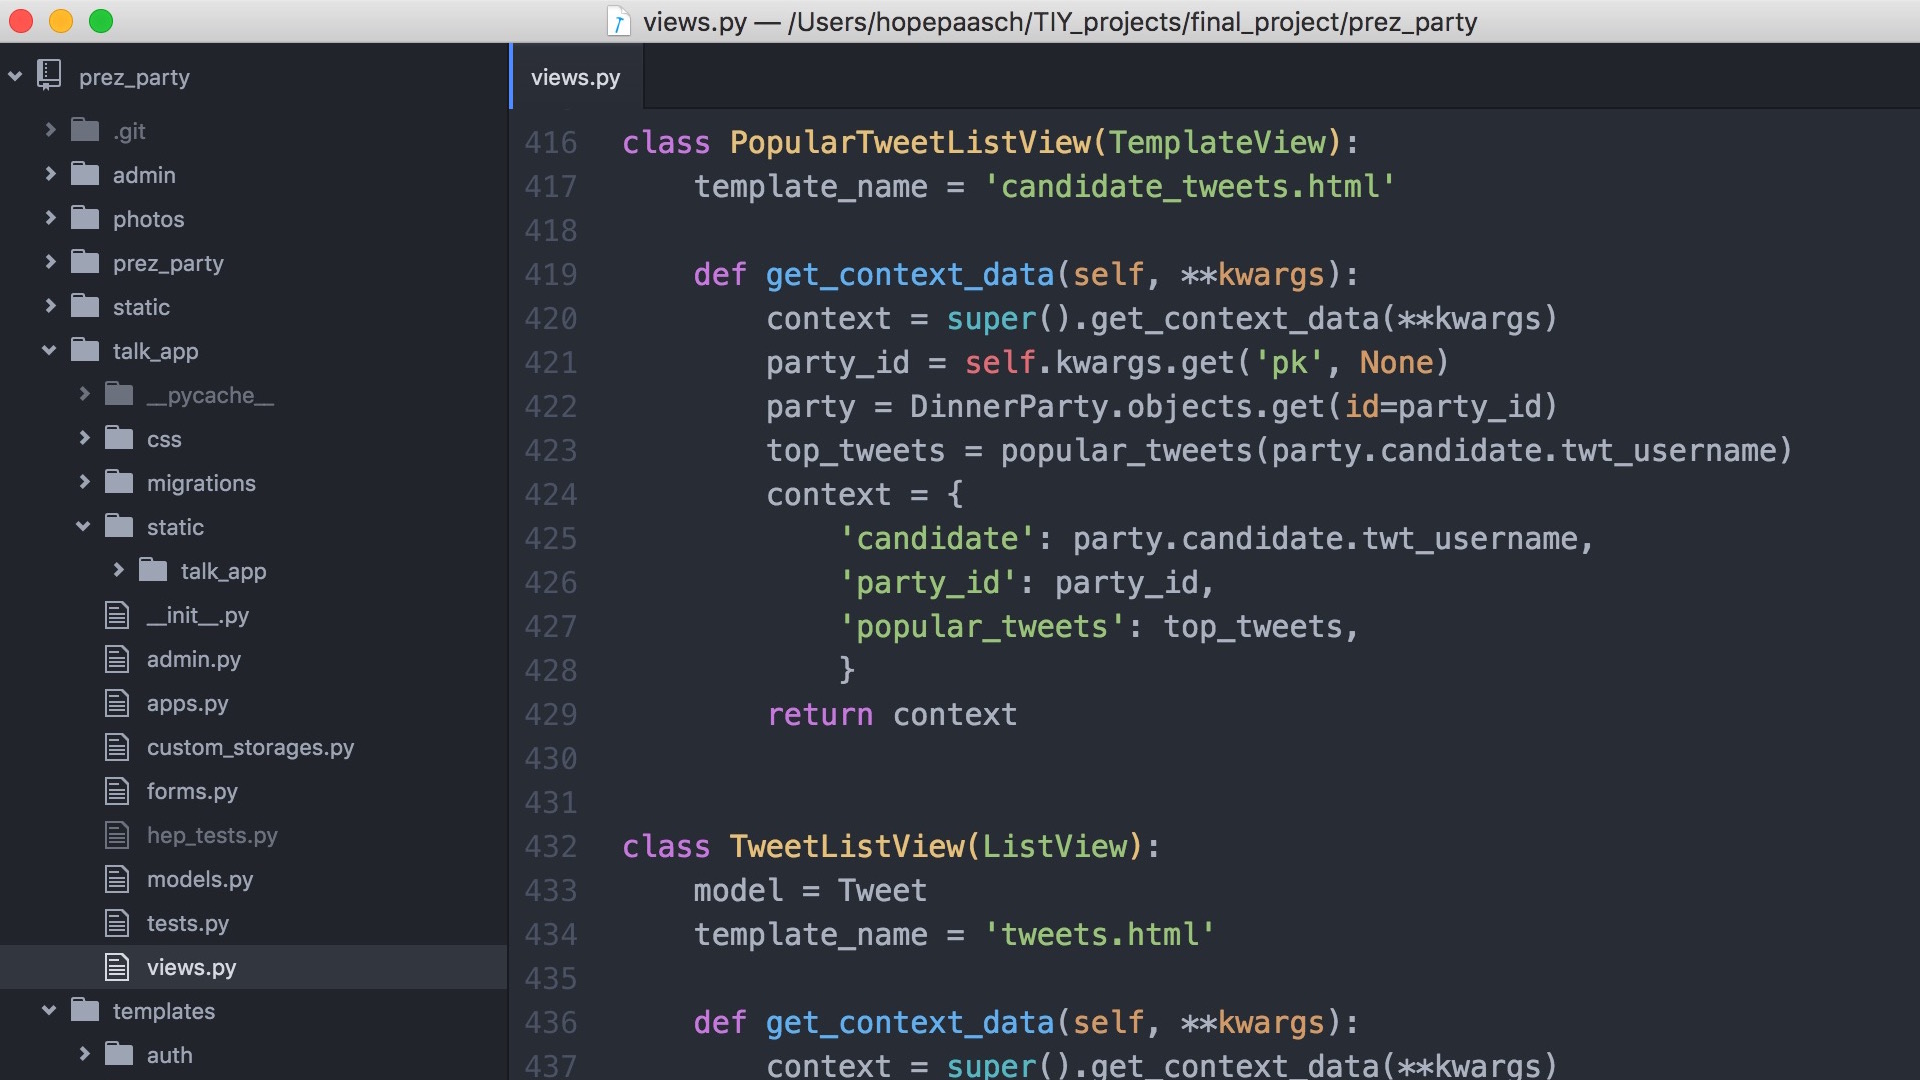 views.py — /Users/hopepaasch/TIY_projects/final_project/prez_party
prez_party
.git
admin
photos
prez_party
static
talk_app
__pycache__
css
migrations
static
talk_app
__init__.py
admin.py
apps.py
custom_storages.py
forms.py
hep_tests.py
models.py
tests.py
views.py
templates
auth
views.py
416 class PopularTweetListView(TemplateView):
417     template_name = 'candidate_tweets.html'
418
419     def get_context_data(self, **kwargs):
420         context = super().get_context_data(**kwargs)
421         party_id = self.kwargs.get('pk', None)
422         party = DinnerParty.objects.get(id=party_id)
423         top_tweets = popular_tweets(party.candidate.twt_username)
424         context = {
425             'candidate': party.candidate.twt_username,
426             'party_id': party_id,
427             'popular_tweets': top_tweets,
428             }
429         return context
430
431
432 class TweetListView(ListView):
433     model = Tweet
434     template_name = 'tweets.html'
435
436     def get_context_data(self, **kwargs):
437         context = super().get_context_data(**kwargs)